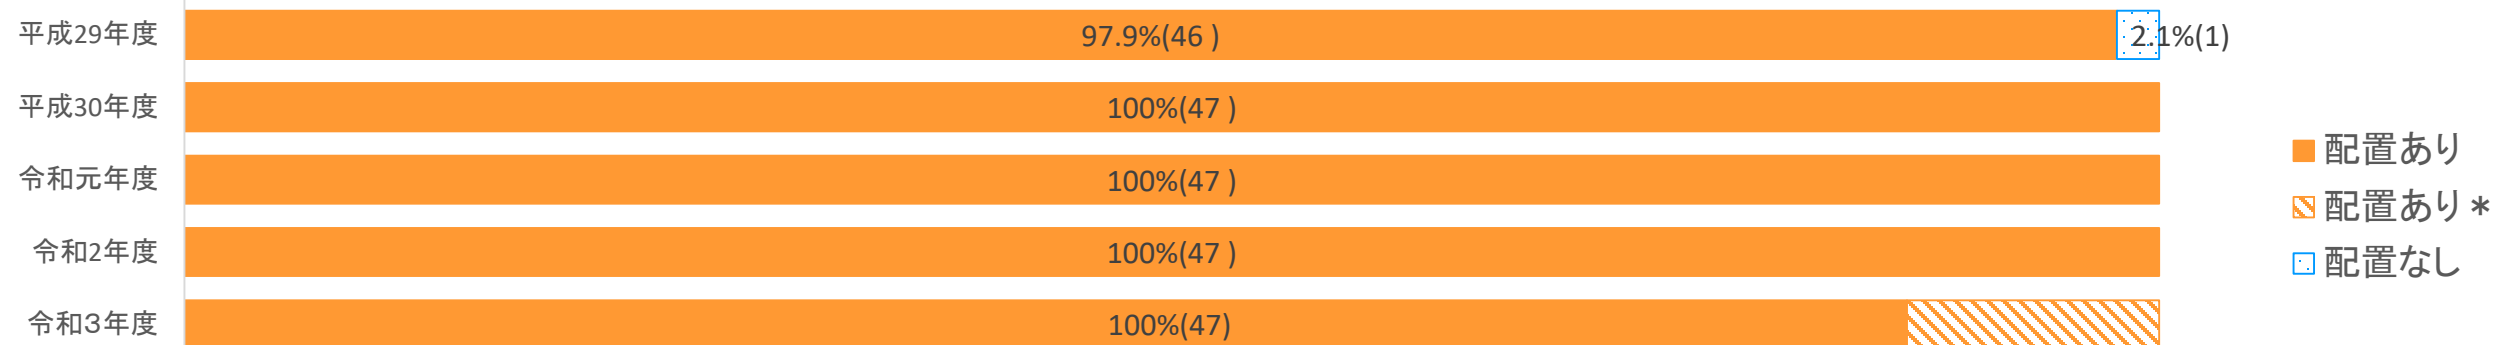 平成29年度 97.9%(46 ) 2.1%(1)
平成30年度 100%(47 )
令和元年度 100%(47 )
令和2年度 100%(47 )
令和３年度 100%(47)
配置あり
配置あり＊
配置なし